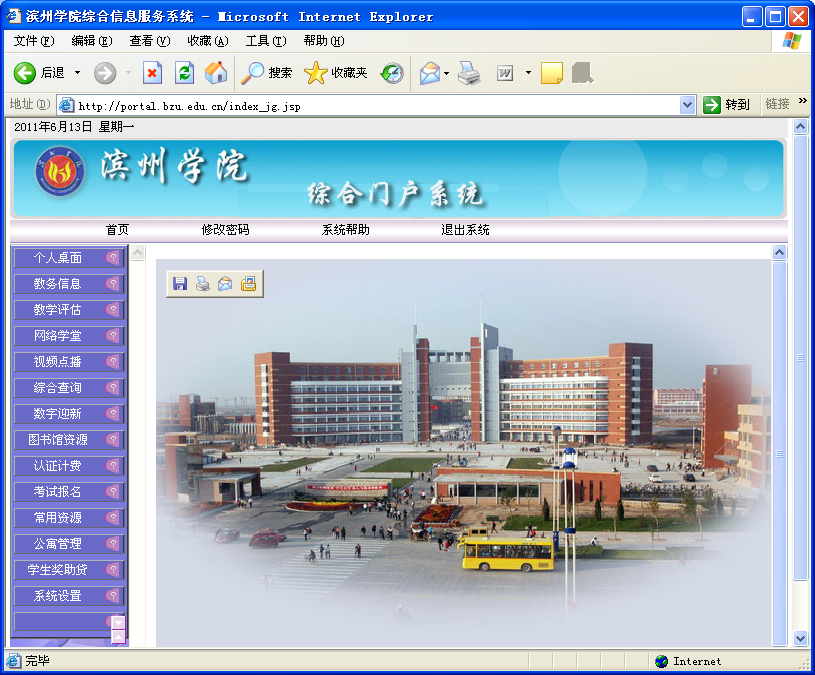 滨州学院综合信息服务系统 - Microsoft Internet Explorer
文件(F) 编辑(E) 查看(V) 收藏(A) 工具(T) 帮助(H)
后退 搜索 收藏夹
地址(D) http://portal.bzu.edu.cn/index_jg.jsp 转到 链接 »
2011年6月13日 星期一
滨州学院
综合门户系统
首页 修改密码 系统帮助 退出系统
个人桌面 ?
教务信息 ?
教学评估 ?
网络学堂 ?
视频点播 ?
综合查询 ?
数字迎新 ?
图书馆资源 ?
认证计费 ?
考试报名 ?
常用资源 ?
公寓管理 ?
学生奖助贷 ?
系统设置 ?
完毕 Internet